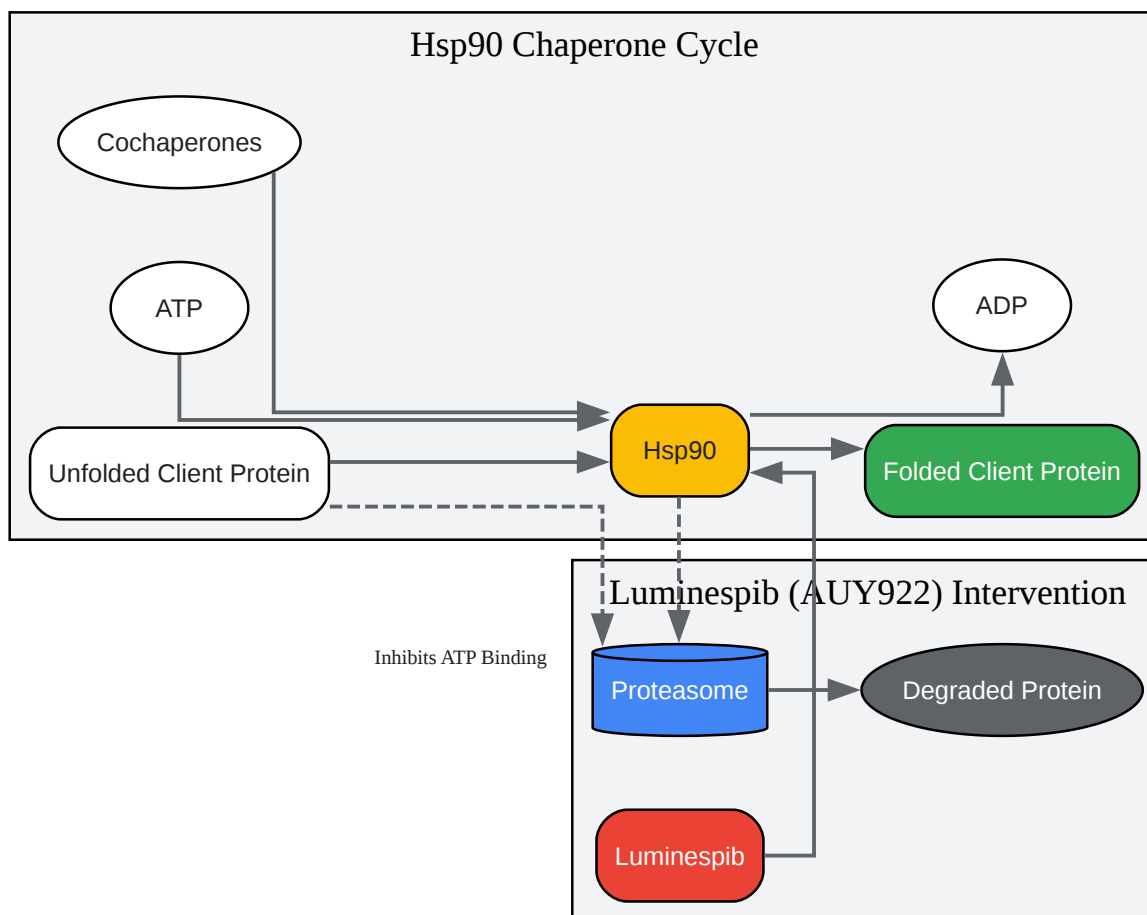 Hsp90 Chaperone Cycle
Cochaperones
ATP
ADP
Hsp90
Unfolded Client Protein
Folded Client Protein
Luminespib (AUY922) Intervention
Inhibits ATP Binding
Proteasome
Degraded Protein
Luminespib